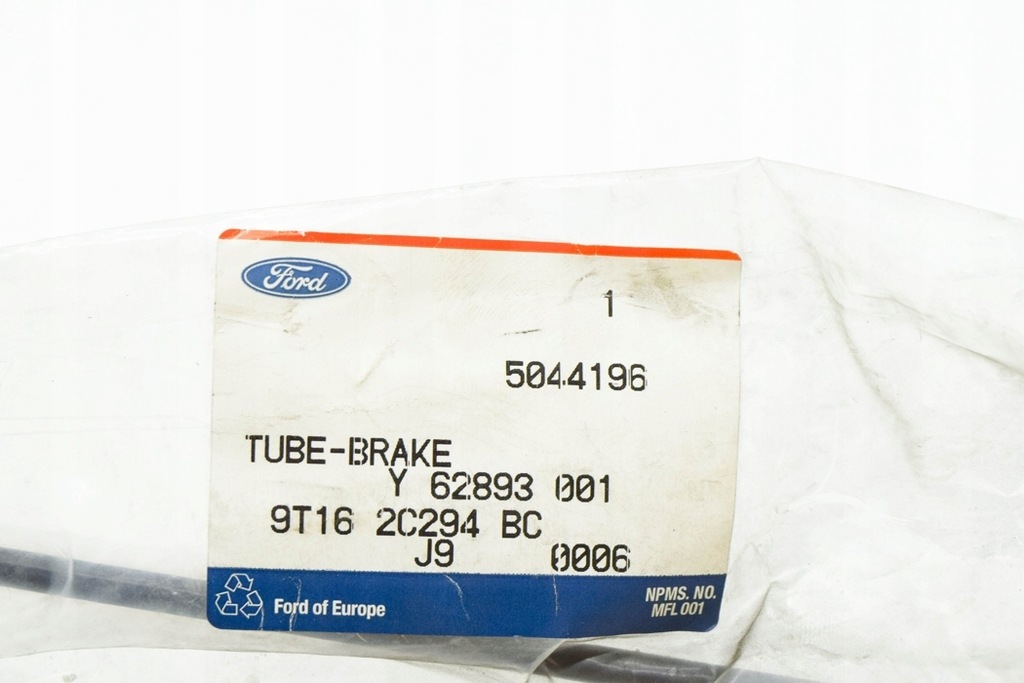 Ford
1
5044196
TUBE-BRAKE
Y 62893 001
9T16 2C294 BC
J9 0006
Ford of Europe
NPMS. NO.
MFL 001